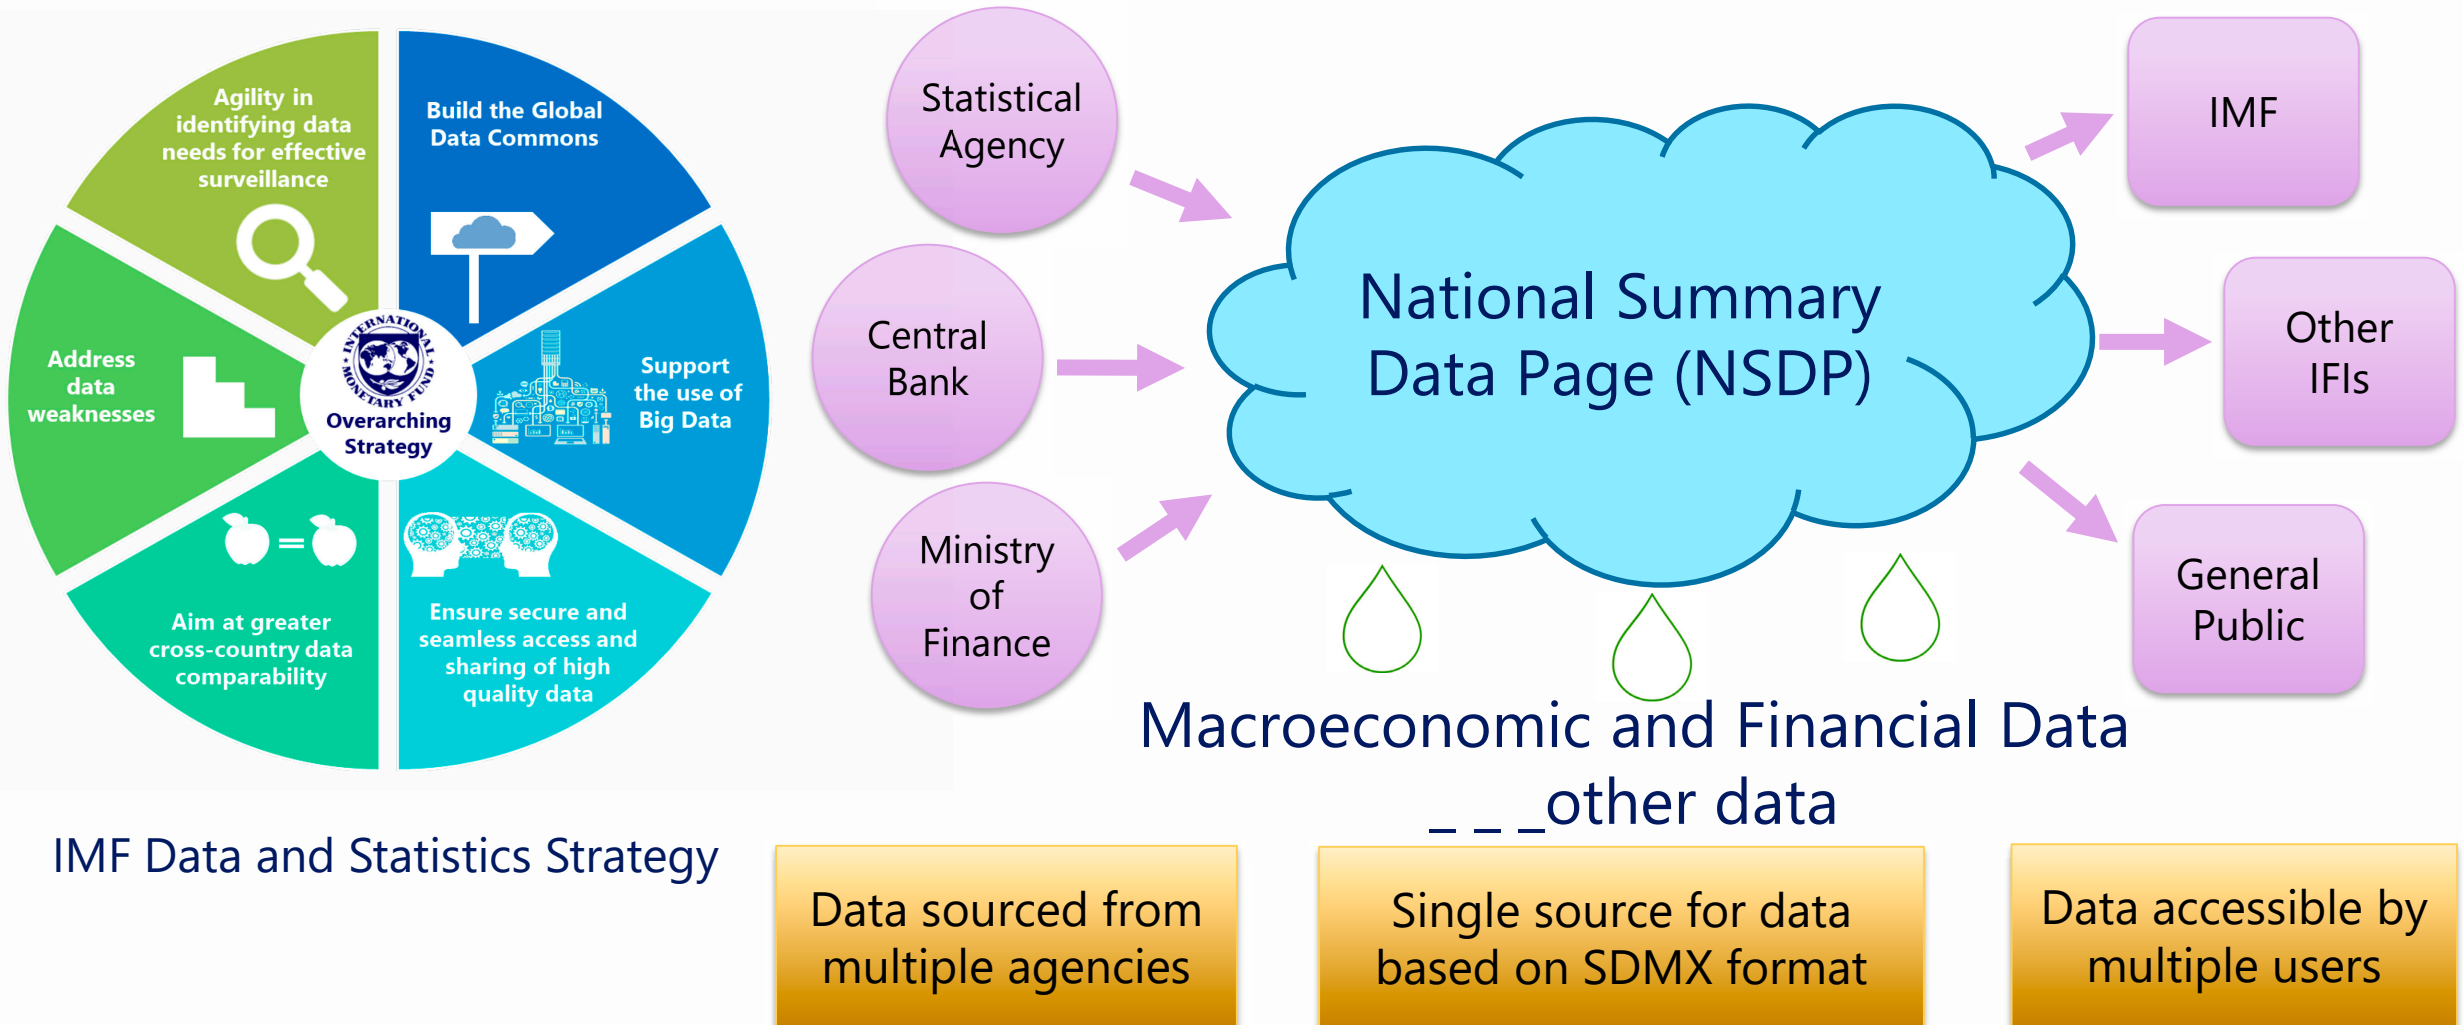 Agility in
identifying data
needs for effective
surveillance
Build the Global
Data Commons
Address
data
weaknesses
INTERNATIONAL MONETARY FUND
Overarching
Strategy
Support
the use of
Big Data
Aim at greater
cross-country data
comparability
=
Ensure secure and
seamless access and
sharing of high
quality data
IMF Data and Statistics Strategy
Statistical
Agency
Central
Bank
Ministry
of
Finance
National Summary
Data Page (NSDP)
IMF
Other
IFIs
General
Public
Macroeconomic and Financial Data
_ _ _other data
Data sourced from
multiple agencies
Single source for data
based on SDMX format
Data accessible by
multiple users